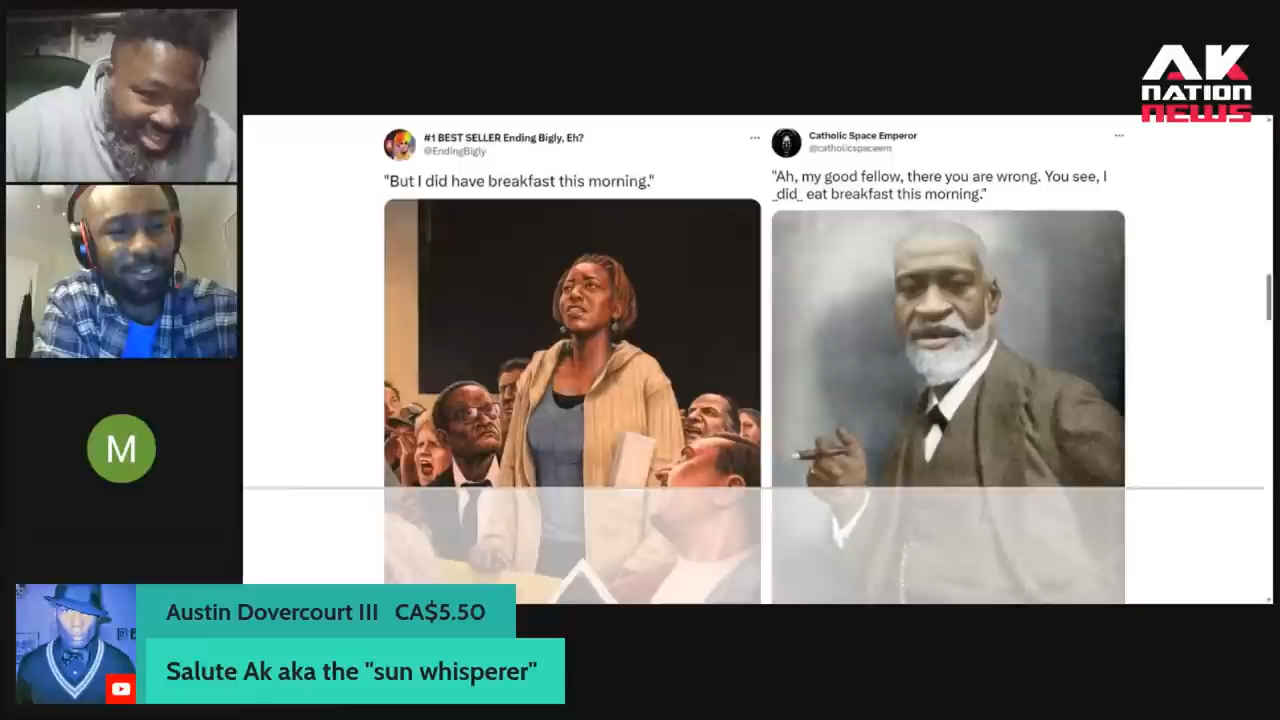 AK
NATION
NEWS
#1 BEST SELLER Ending Bigly, Eh?
@EndingBigly
"But I did have breakfast this morning."
Catholic Space Emperor
@catholicspaceem
"Ah, my good fellow, there you are wrong. You see, I
_did_ eat breakfast this morning."
M
Austin Dovercourt III CA$5.50
Salute Ak aka the "sun whisperer"